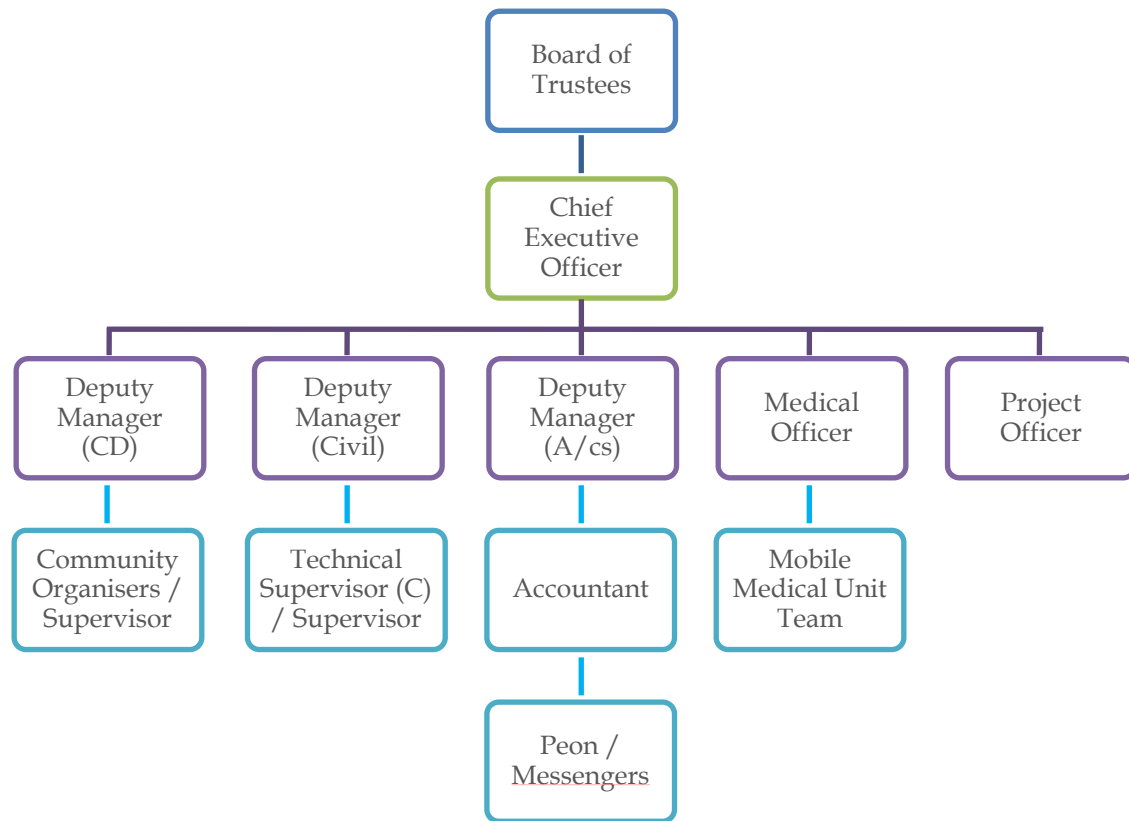 Board of
Trustees
Chief
Executive
Officer
Deputy
Manager
(CD)
Deputy
Manager
(Civil)
Deputy
Manager
(A/cs)
Medical
Officer
Project
Officer
Community
Organisers /
Supervisor
Technical
Supervisor (C)
/ Supervisor
Accountant
Mobile
Medical Unit
Team
Peon /
Messengers